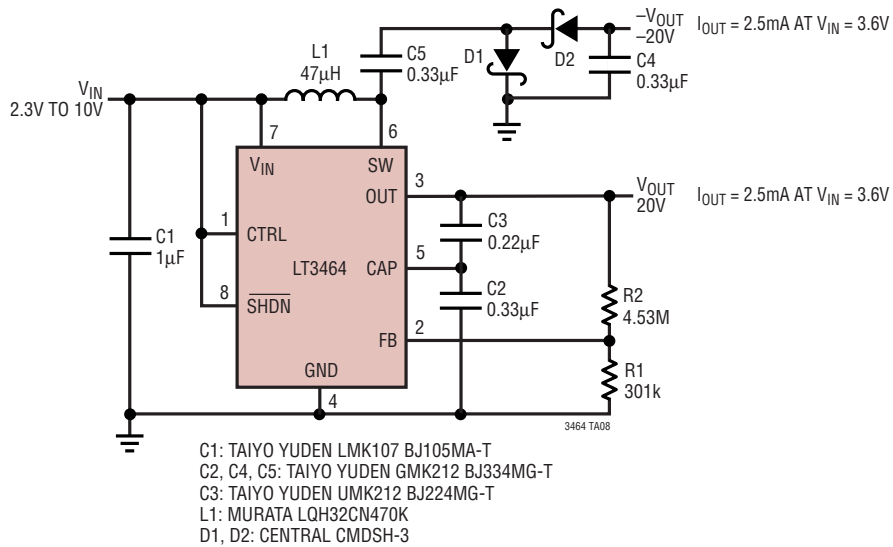 –VOUT
–20V
IOUT = 2.5mA AT VIN = 3.6V
D1
D2
C4
0.33µF
C5
0.33µF
L1
47µH
VIN
2.3V TO 10V
7
6
VIN
SW
OUT
3
VOUT
20V
IOUT = 2.5mA AT VIN = 3.6V
C3
0.22µF
1
CTRL
C1
1µF
LT3464
CAP
5
C2
0.33µF
R2
4.53M
8
SHDN
FB
2
GND
4
R1
301k
3464 TA08
C1: TAIYO YUDEN LMK107 BJ105MA-T
C2, C4, C5: TAIYO YUDEN GMK212 BJ334MG-T
C3: TAIYO YUDEN UMK212 BJ224MG-T
L1: MURATA LQH32CN470K
D1, D2: CENTRAL CMDSH-3